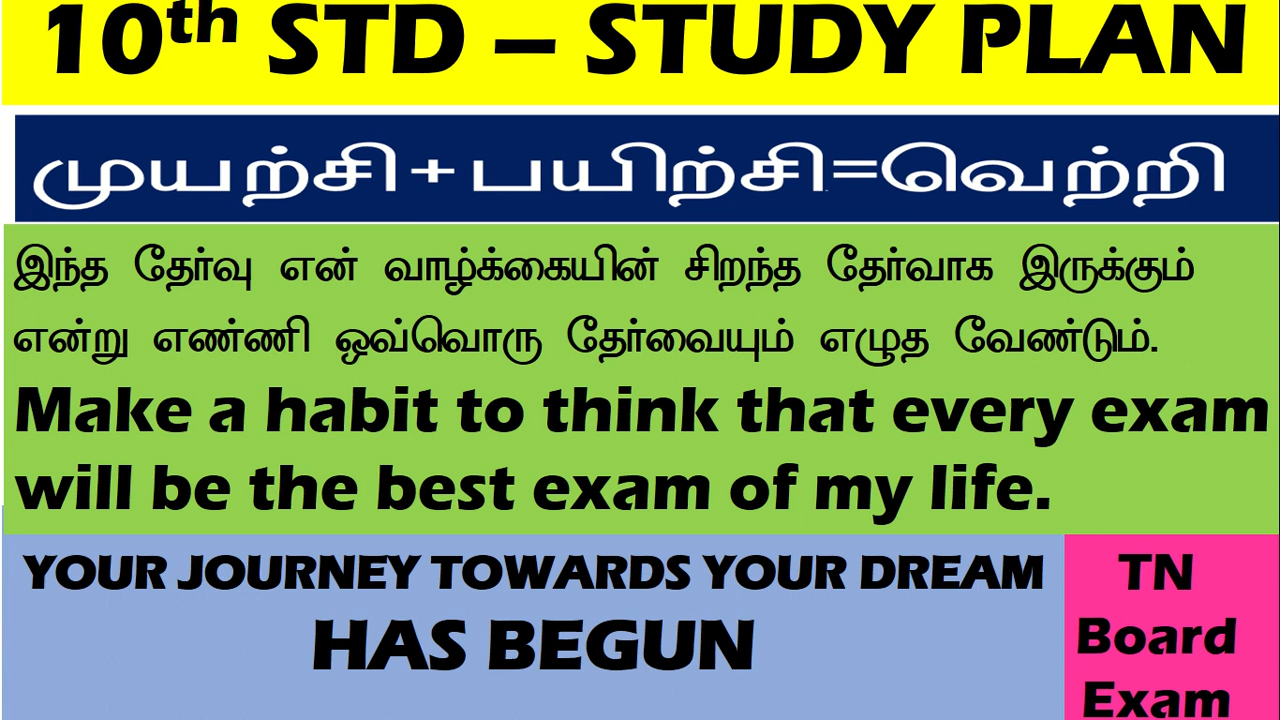 10th STD – STUDY PLAN
முயற்சி+பயிற்சி=வெற்றி
இந்த தேர்வு என் வாழ்க்கையின் சிறந்த தேர்வாக இருக்கும்
என்று எண்ணி ஒவ்வொரு தேர்வையும் எழுத வேண்டும்.
Make a habit to think that every exam
will be the best exam of my life.
YOUR JOURNEY TOWARDS YOUR DREAM
HAS BEGUN
TN
Board
Exam